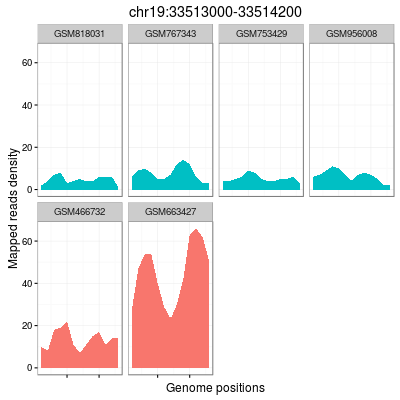 chr19:33513000-33514200
GSM818031 GSM767343 GSM753429 GSM956008
60
40
20
0
Mapped reads density
GSM466732 GSM663427
60
40
20
0
Genome positions